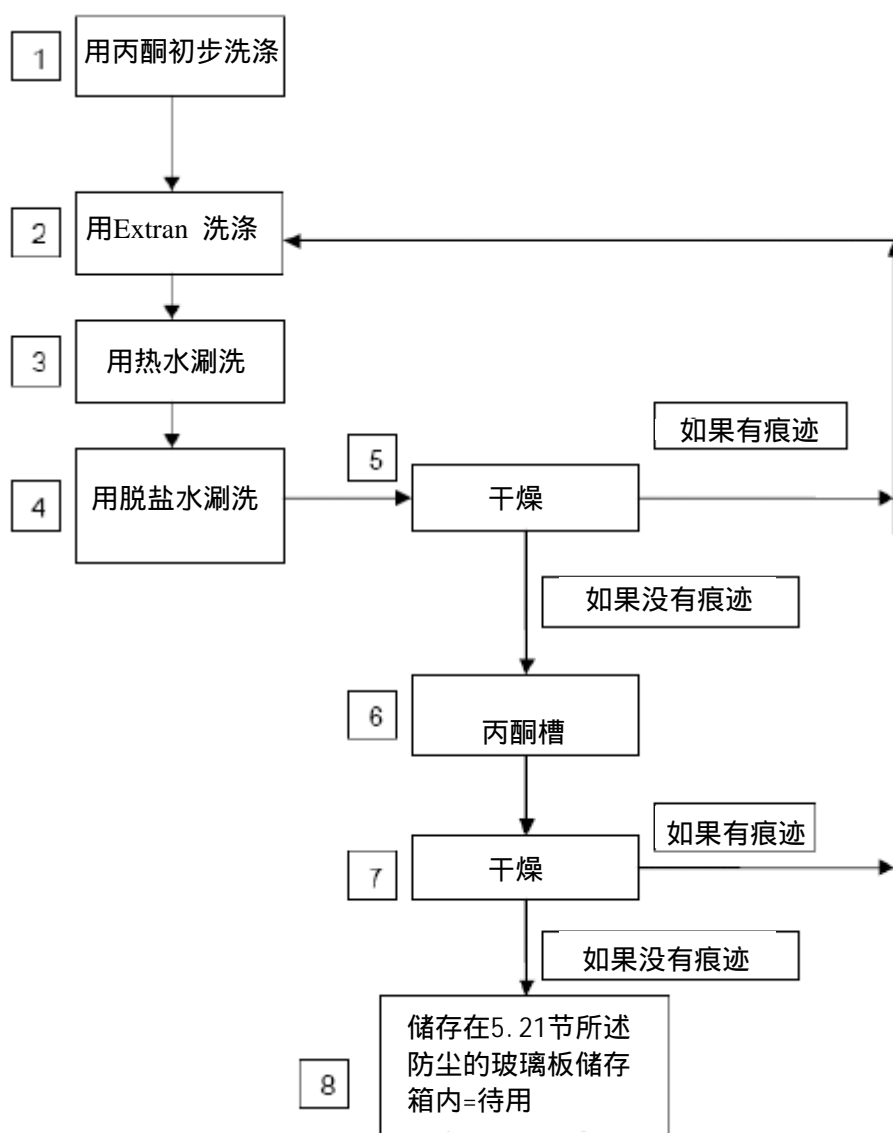 1
用丙酮初步洗涤
2
用Extran 洗涤
3
用热水涮洗
如果有痕迹
5
4
用脱盐水涮洗
干燥
如果没有痕迹
6
丙酮槽
如果有痕迹
7
干燥
如果没有痕迹
储存在5.21节所述
防尘的玻璃板储存
8
箱内=待用